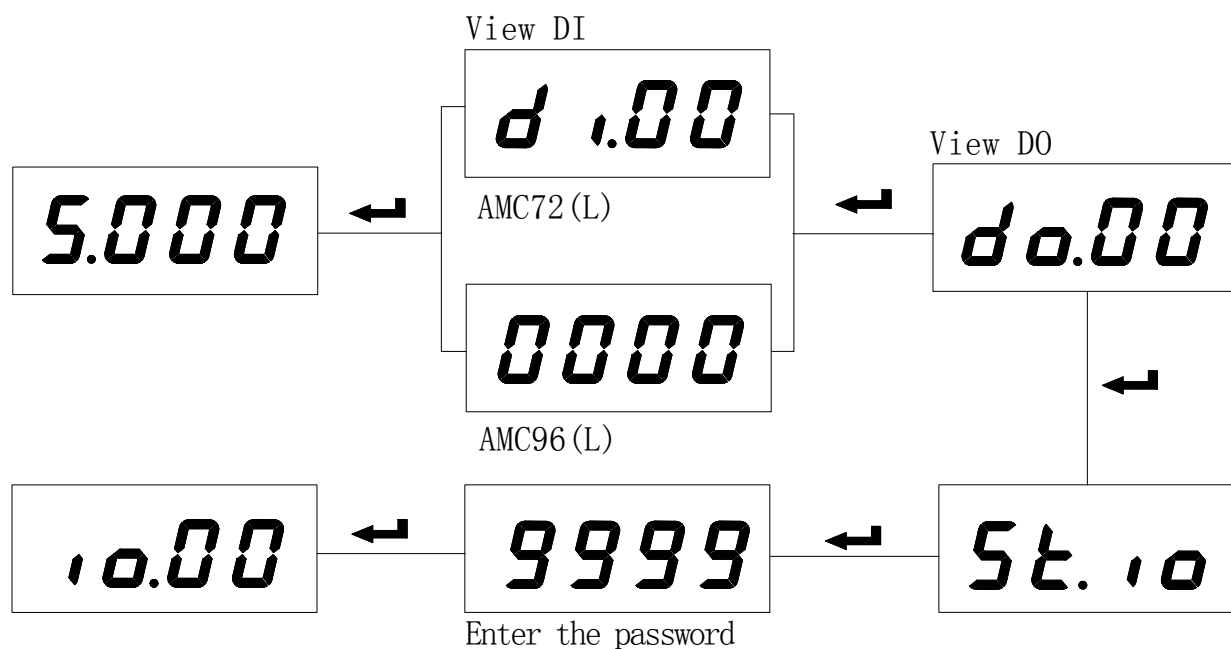 View DI
di.00
AMC72(L)
View DO
5.000
do.00
0000
AMC96(L)
io.00
9999
Enter the password
St.io